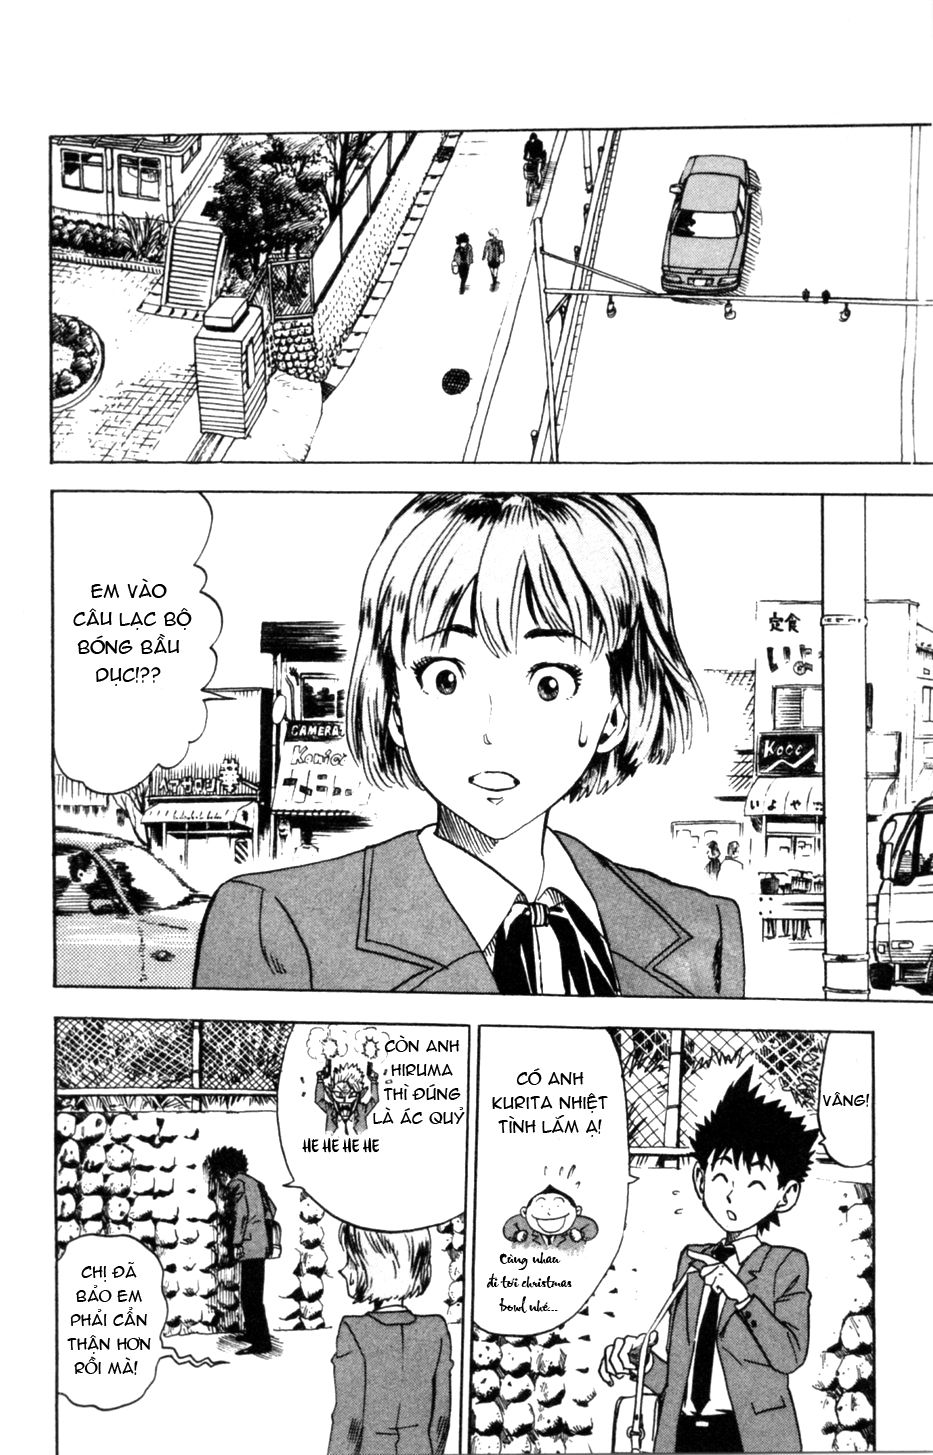 EM VÀO
CÂU LẠC BỘ
BÓNG BẦU
DỤC!??
定食
CAMERA
Konica
いよや
VÂNG!
CÓ ANH
KURITA NHIỆT
TÌNH LẮM Ạ!
Cùng nhau
đi tới christmas
bowl nhé...
CÒN ANH
HIRUMA
THÌ ĐÚNG
LÀ ÁC QUỶ
HE HE HE HE
CHỊ ĐÃ
BẢO EM
PHẢI CẨN
THẬN HƠN
RỒI MÀ!